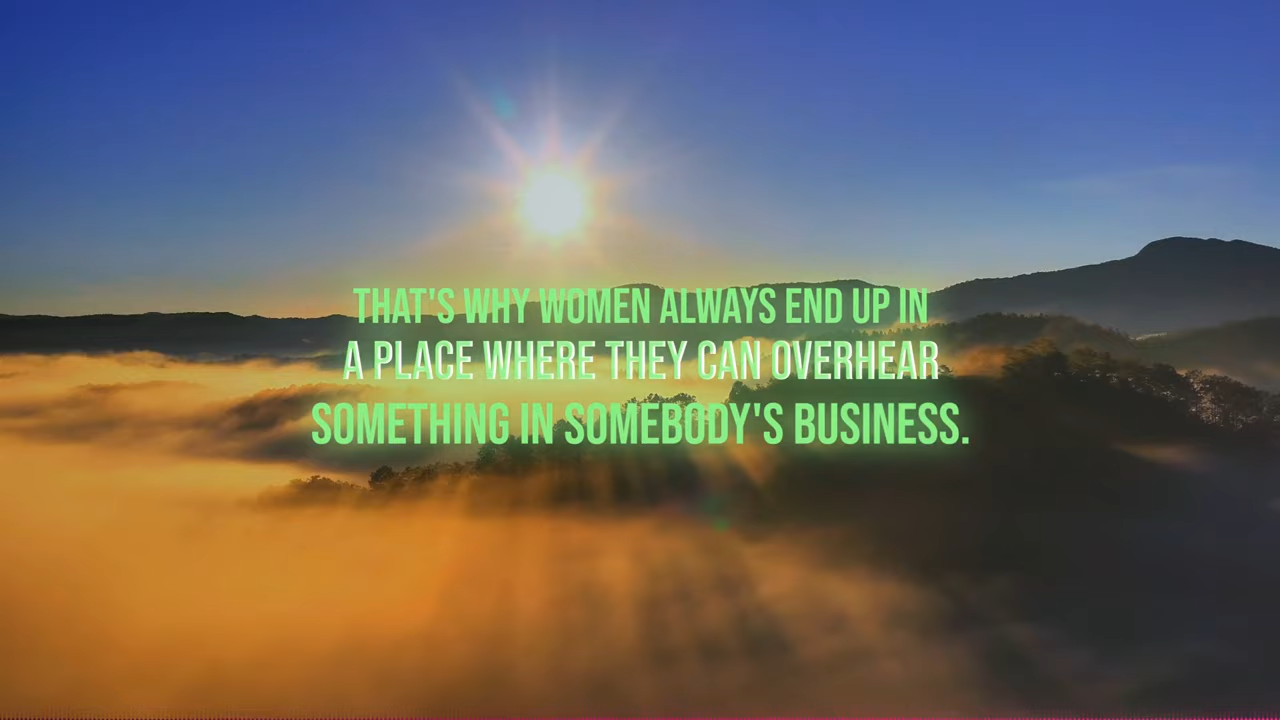 THAT'S WHY WOMEN ALWAYS END UP IN
A PLACE WHERE THEY CAN OVERHEAR
SOMETHING IN SOMEBODY'S BUSINESS.